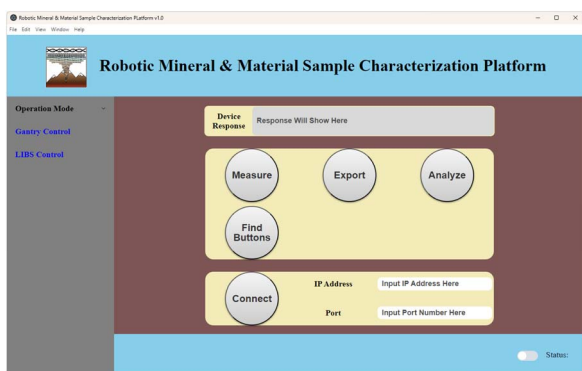 Robotic Mineral & Material Sample Characterization PLatform v1.0
File Edit View Window Help
Robotic Mineral & Material Sample Characterization Platform
Operation Mode
Gantry Control
LIBS Control
Device
Response
Response Will Show Here
Measure
Export
Analyze
Find
Buttons
Connect
IP Address
Input IP Address Here
Port
Input Port Number Here
Status: